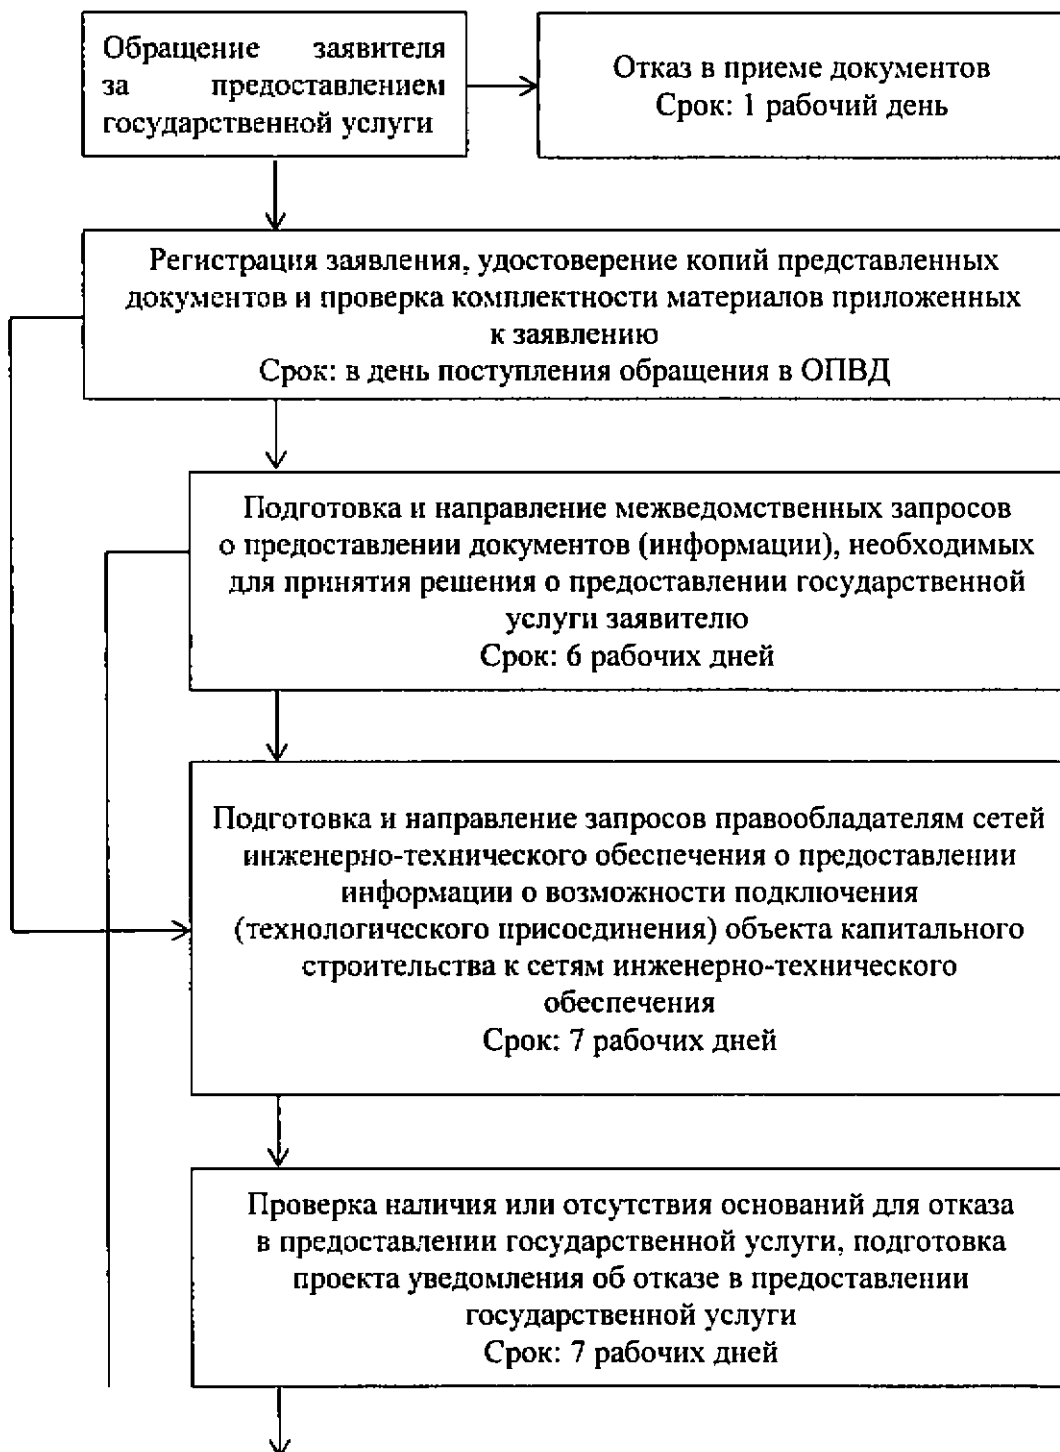 Обращение заявителя
за предоставлением
государственной услуги
Отказ в приеме документов
Срок: 1 рабочий день
Регистрация заявления, удостоверение копий представленных
документов и проверка комплектности материалов приложенных
к заявлению
Срок: в день поступления обращения в ОПВД
Подготовка и направление межведомственных запросов
о предоставлении документов (информации), необходимых
для принятия решения о предоставлении государственной
услуги заявителю
Срок: 6 рабочих дней
Подготовка и направление запросов правообладателям сетей
инженерно-технического обеспечения о предоставлении
информации о возможности подключения
(технологического присоединения) объекта капитального
строительства к сетям инженерно-технического
обеспечения
Срок: 7 рабочих дней
Проверка наличия или отсутствия оснований для отказа
в предоставлении государственной услуги, подготовка
проекта уведомления об отказе в предоставлении
государственной услуги
Срок: 7 рабочих дней